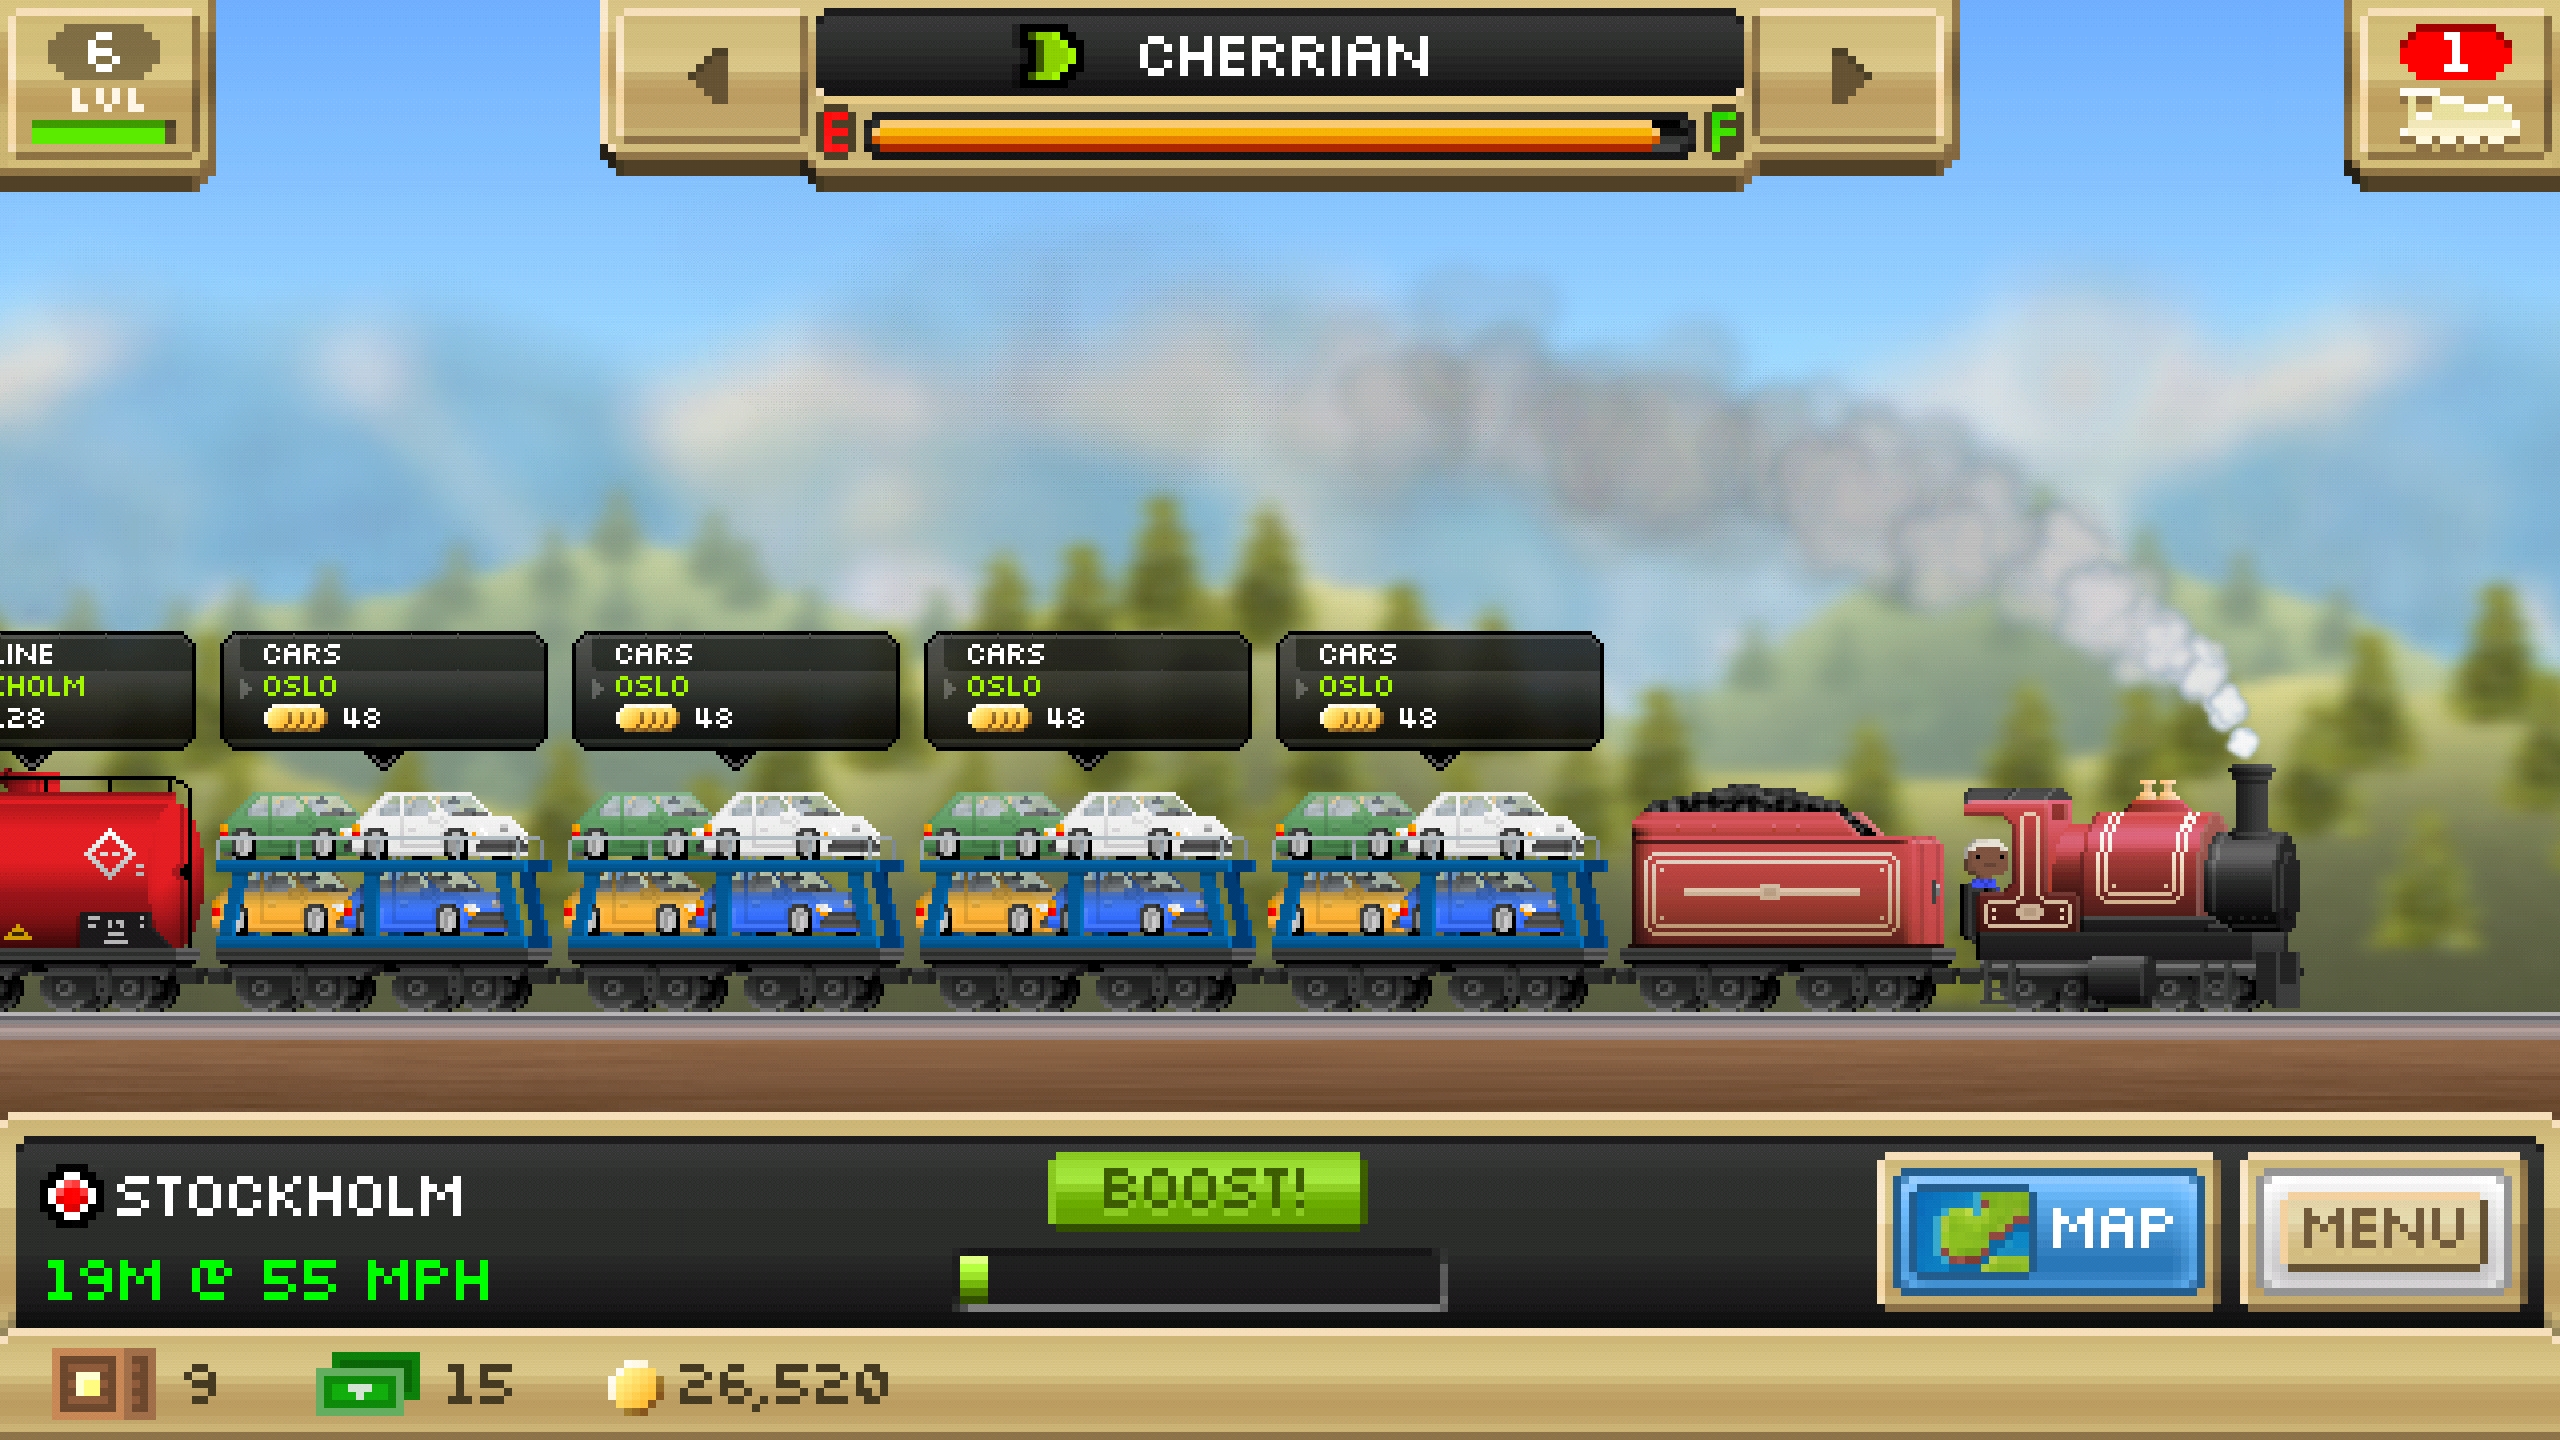 6
LVL
CHERRIAN
E
F
1
LINE
CHOLM
128
CARS
OSLO
48
CARS
OSLO
48
CARS
OSLO
48
CARS
OSLO
48
STOCKHOLM
19M @ 55 MPH
BOOST!
MAP
MENU
9
15
26,520